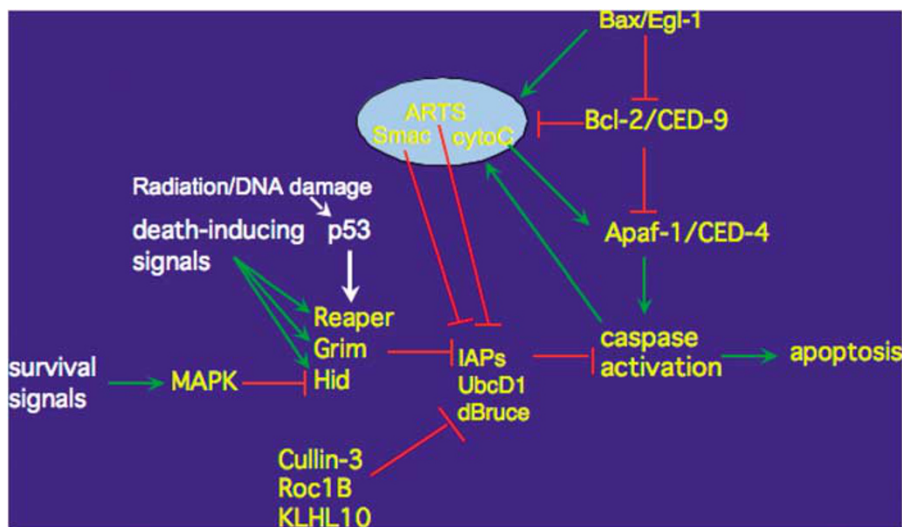 Bax/Egl-1
ARTS
Smac cytoC
Bcl-2/CED-9
Radiation/DNA damage
death-inducing p53
signals
Apaf-1/CED-4
Reaper
Grim
Hid
IAPs
UbcD1
dBruce
caspase
activation
apoptosis
survival
signals
MAPK
Cullin-3
Roc1B
KLHL10